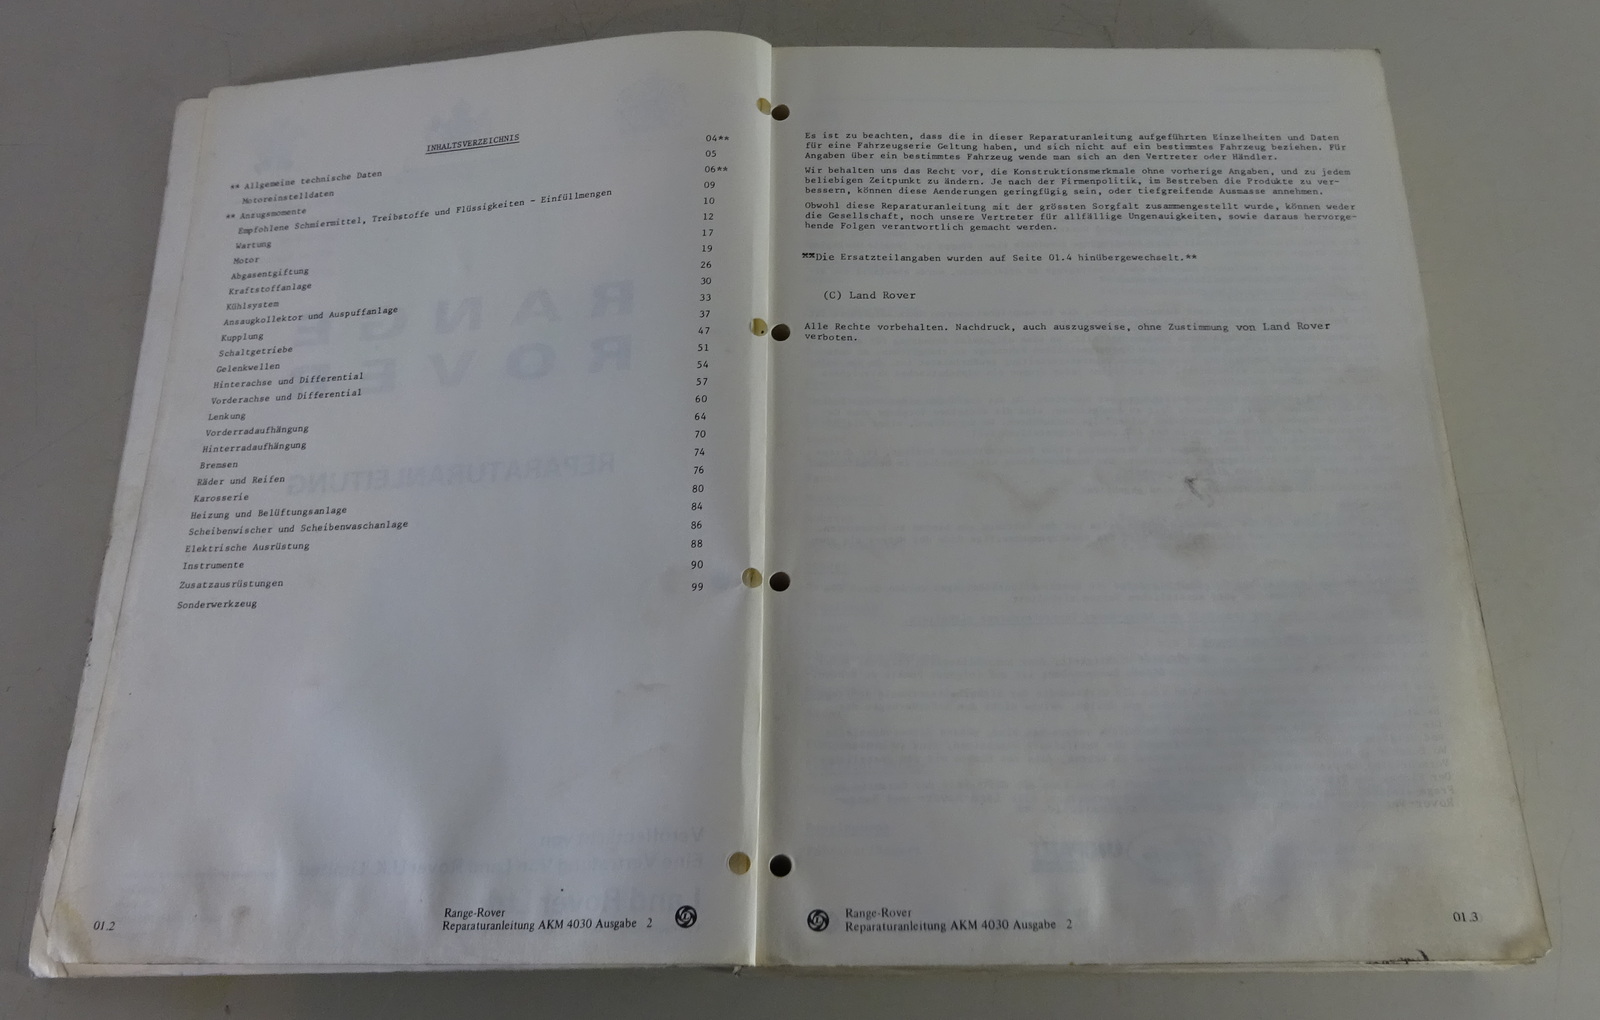 INHALTSVERZEICHNIS
** Allgemeine technische Daten 04**
Motoreinstelldaten 05
** Anzugsmomente 06**
Empfohlene Schmiermittel, Treibstoffe und Flüssigkeiten - Einfüllmengen 09
Wartung 10
Motor 12
Abgasentgiftung 17
Kraftstoffanlage 19
Kühlsystem 26
Ansaugkollektor und Auspuffanlage 30
Kupplung 33
Schaltgetriebe 37
Gelenkwellen 47
Hinterachse und Differential 51
Vorderachse und Differential 54
Lenkung 57
Vorderradaufhängung 60
Hinterradaufhängung 64
Bremsen 70
Räder und Reifen 74
Karosserie 76
Heizung und Belüftungsanlage 80
Scheibenwischer und Scheibenwaschanlage 84
Elektrische Ausrüstung 86
Instrumente 88
Zusatzausrüstungen 90
Sonderwerkzeug 99
01.2
Range-Rover
Reparaturanleitung AKM 4030 Ausgabe 2
Es ist zu beachten, dass die in dieser Reparaturanleitung aufgeführten Einzelheiten und Daten
für eine Fahrzeugserie Geltung haben, und sich nicht auf ein bestimmtes Fahrzeug beziehen. Für
Angaben über ein bestimmtes Fahrzeug wende man sich an den Vertreter oder Händler.
Wir behalten uns das Recht vor, die Konstruktionsmerkmale ohne vorherige Angaben, und zu jedem
beliebigen Zeitpunkt zu ändern. Je nach der Firmenpolitik, im Bestreben die Produkte zu ver-
bessern, können diese Aenderungen geringfügig sein, oder tiefgreifende Ausmasse annehmen.
Obwohl diese Reparaturanleitung mit der grössten Sorgfalt zusammengestellt wurde, können weder
die Gesellschaft, noch unsere Vertreter für allfällige Ungenauigkeiten, sowie daraus hervorge-
hende Folgen verantwortlich gemacht werden.
**Die Ersatzteilangaben wurden auf Seite 01.4 hinübergewechselt.**
(C) Land Rover
Alle Rechte vorbehalten. Nachdruck, auch auszugsweise, ohne Zustimmung von Land Rover
verboten.
Range-Rover
Reparaturanleitung AKM 4030 Ausgabe 2
01.3